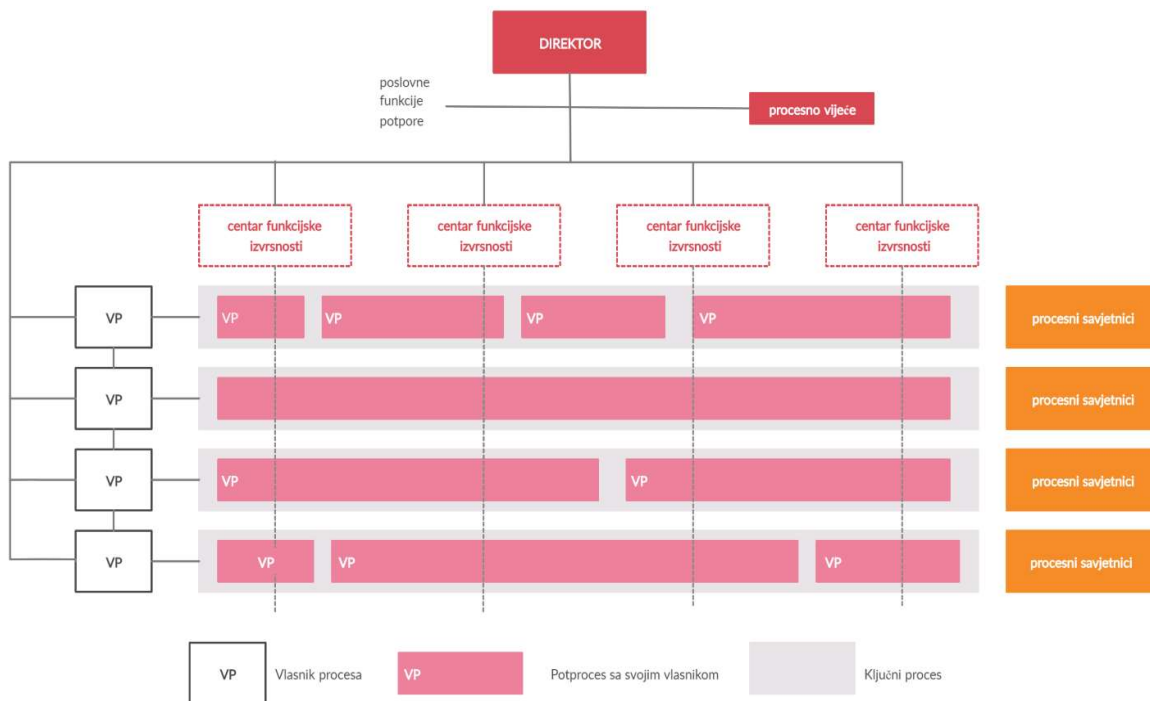 DIREKTOR
poslovne
funkcije
potpore
procesno vijeće
centar funkcijske
izvrsnosti
centar funkcijske
izvrsnosti
centar funkcijske
izvrsnosti
centar funkcijske
izvrsnosti
VP
VP
VP
VP
VP
procesni savjetnici
VP
procesni savjetnici
VP
VP
VP
procesni savjetnici
VP
VP
VP
VP
procesni savjetnici
VP
Vlasnik procesa
VP
Potproces sa svojim vlasnikom
Ključni proces